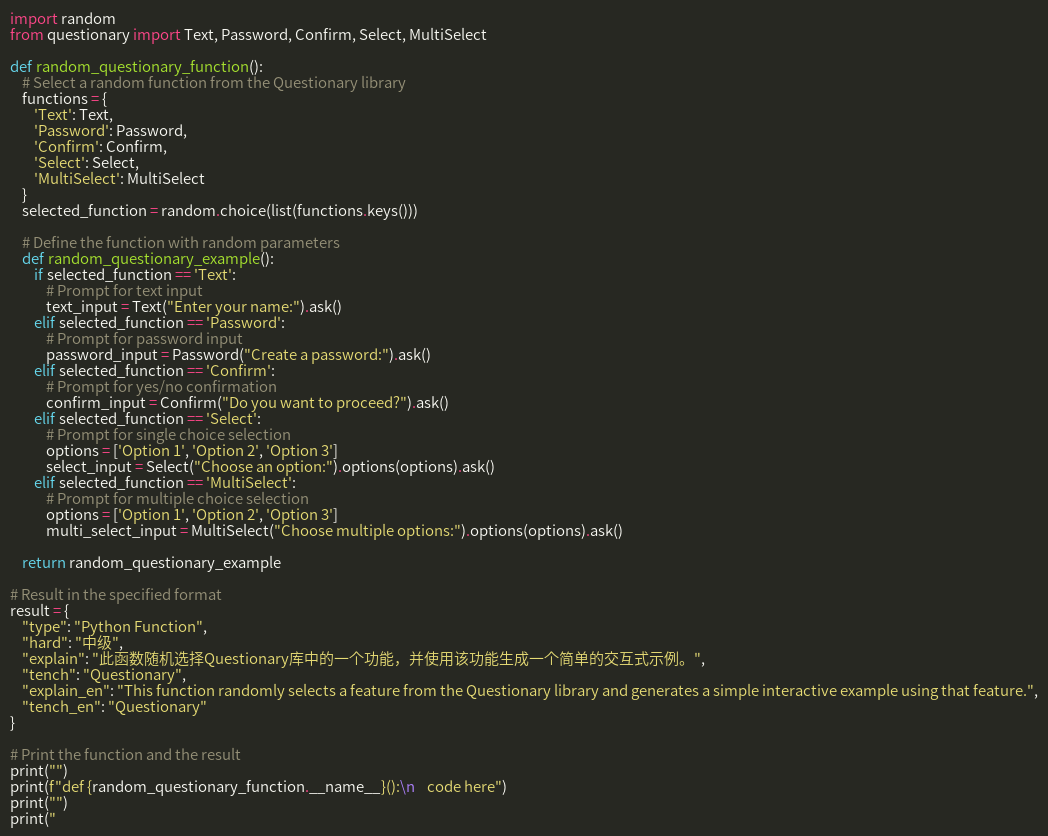 import random
from questionary import Text, Password, Confirm, Select, MultiSelect

def random_questionary_function():
    # Select a random function from the Questionary library
    functions = {
        'Text': Text,
        'Password': Password,
        'Confirm': Confirm,
        'Select': Select,
        'MultiSelect': MultiSelect
    }
    selected_function = random.choice(list(functions.keys()))

    # Define the function with random parameters
    def random_questionary_example():
        if selected_function == 'Text':
            # Prompt for text input
            text_input = Text("Enter your name:").ask()
        elif selected_function == 'Password':
            # Prompt for password input
            password_input = Password("Create a password:").ask()
        elif selected_function == 'Confirm':
            # Prompt for yes/no confirmation
            confirm_input = Confirm("Do you want to proceed?").ask()
        elif selected_function == 'Select':
            # Prompt for single choice selection
            options = ['Option 1', 'Option 2', 'Option 3']
            select_input = Select("Choose an option:").options(options).ask()
        elif selected_function == 'MultiSelect':
            # Prompt for multiple choice selection
            options = ['Option 1', 'Option 2', 'Option 3']
            multi_select_input = MultiSelect("Choose multiple options:").options(options).ask()

    return random_questionary_example

# Result in the specified format
result = {
    "type": "Python Function",
    "hard": "中级",
    "explain": "此函数随机选择Questionary库中的一个功能，并使用该功能生成一个简单的交互式示例。",
    "tench": "Questionary",
    "explain_en": "This function randomly selects a feature from the Questionary library and generates a simple interactive example using that feature.",
    "tench_en": "Questionary"
}

# Print the function and the result
print("")
print(f"def {random_questionary_function.__name__}():\n    code here")
print("")
print("